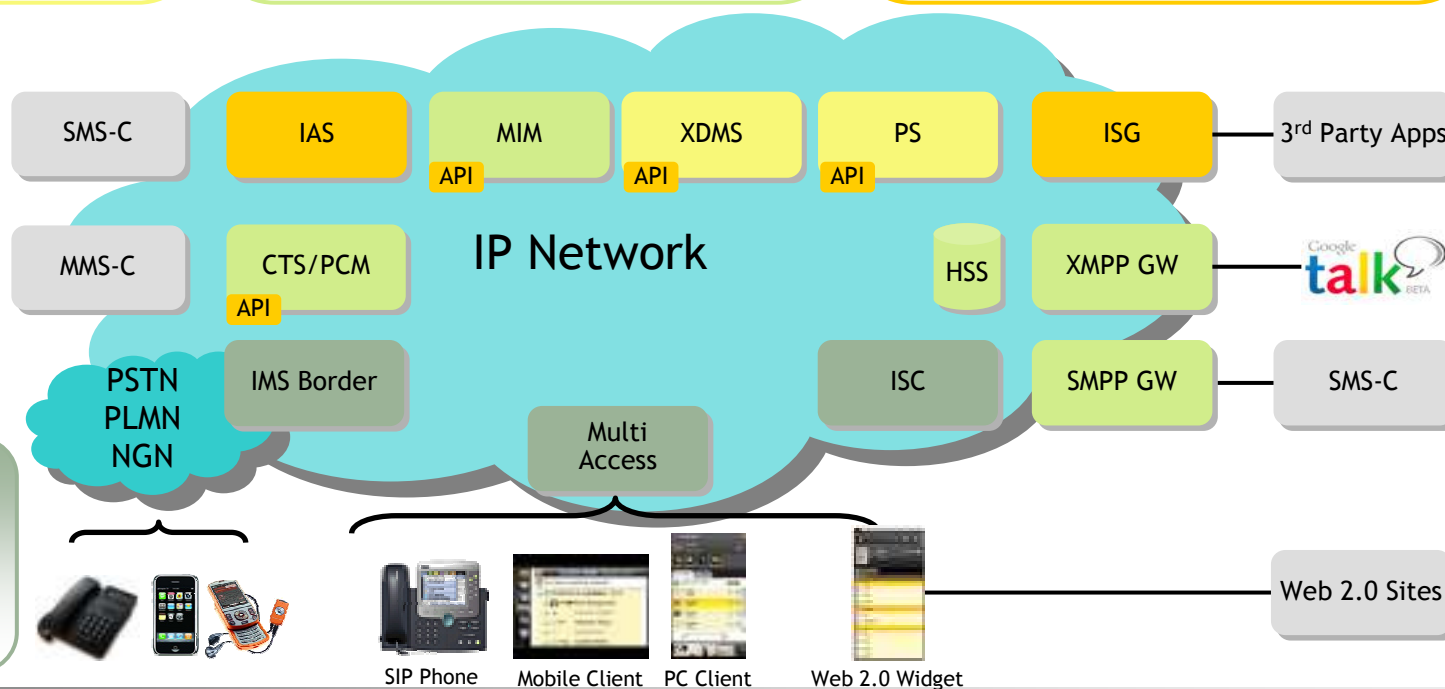 SMS-C
IAS
MIM
XDMS
PS
ISG
3rd Party Apps
API
API
API
MMS-C
CTS/PCM
IP Network
HSS
XMPP GW
Google
talk
BETA
API
PSTN
PLMN
NGN
IMS Border
ISC
SMPP GW
SMS-C
Multi
Access
Web 2.0 Sites
SIP Phone
Mobile Client
PC Client
Web 2.0 Widget